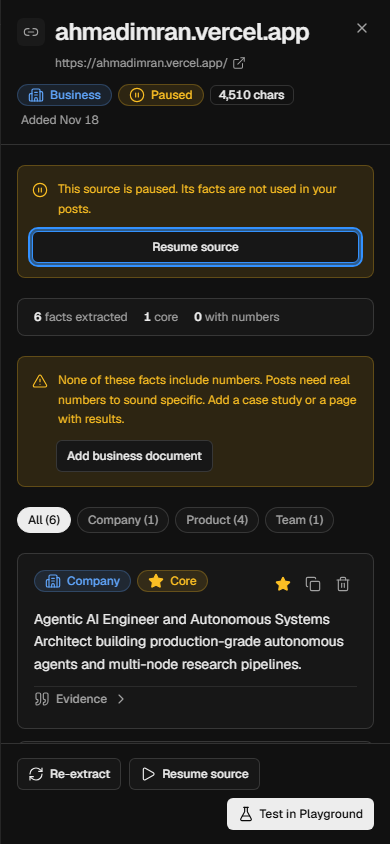 ahmadimran.vercel.app
https://ahmadimran.vercel.app/
Business
Paused
4,510 chars
Added Nov 18
This source is paused. Its facts are not used in your
posts.
Resume source
6 facts extracted 1 core 0 with numbers
None of these facts include numbers. Posts need real
numbers to sound specific. Add a case study or a page
with results.
Add business document
All (6) Company (1) Product (4) Team (1)
Company Core
Agentic AI Engineer and Autonomous Systems
Architect building production-grade autonomous
agents and multi-node research pipelines.
Evidence
Re-extract Resume source
Test in Playground